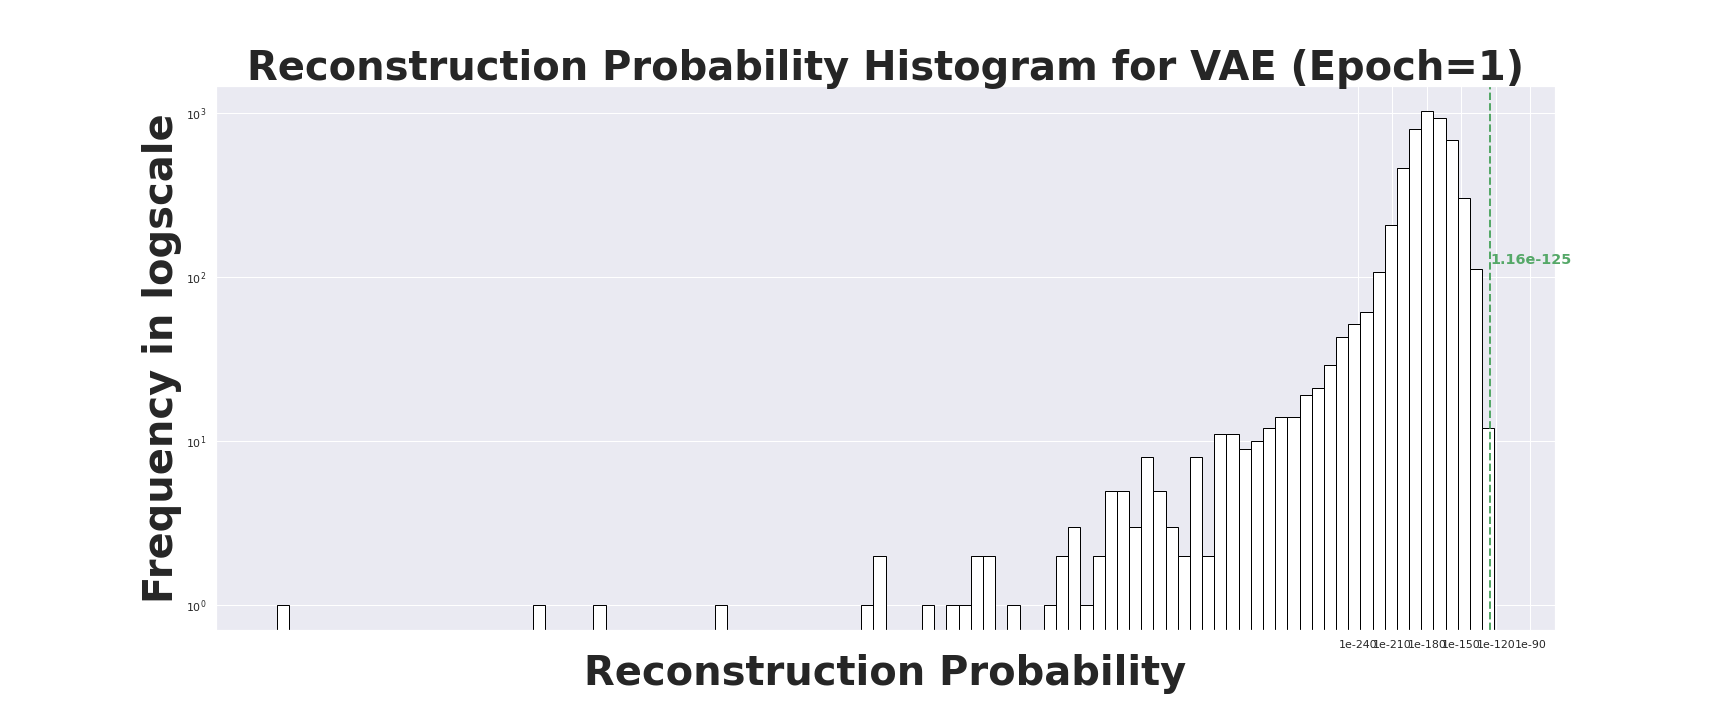 Reconstruction Probability Histogram for VAE (Epoch=1)
Frequency in logscale
10³
10²
10¹
10⁰
1.16e-125
1e-240 1e-210 1e-180 1e-150 1e-120 1e-90
Reconstruction Probability